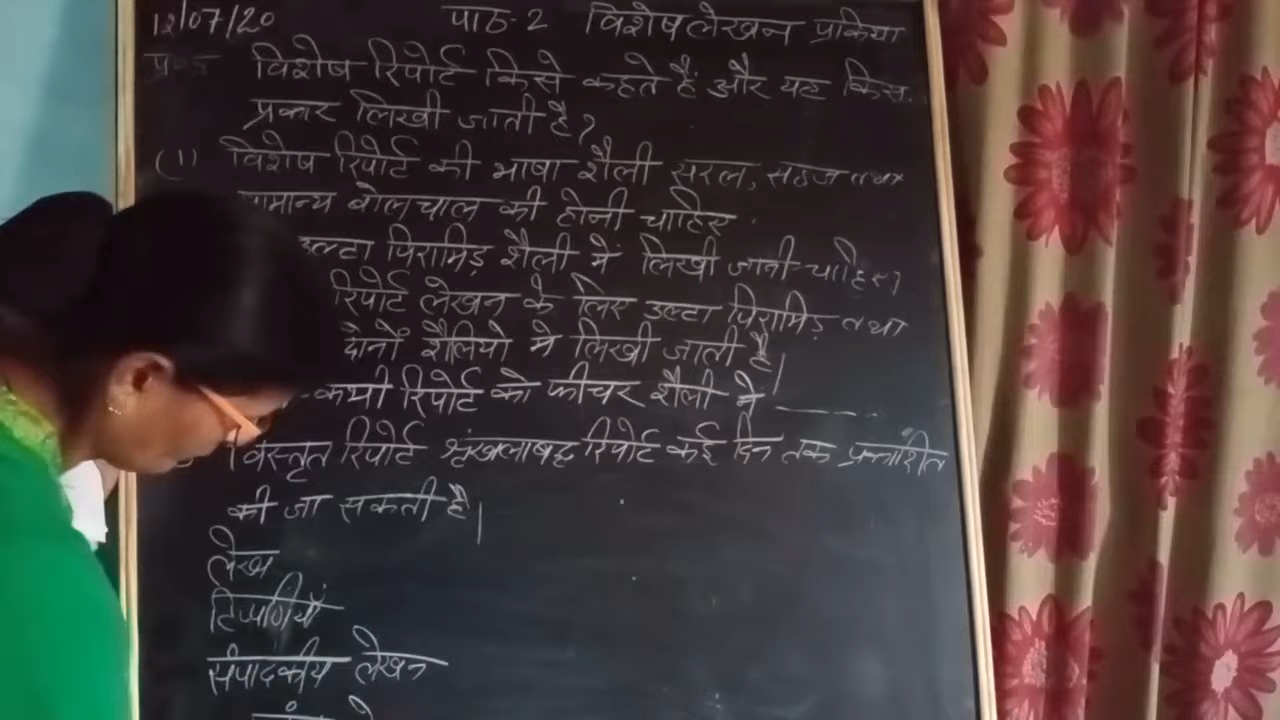 12/07/20 पाठ-2 विशेष लेखन प्रक्रिया
विशेष रिपोर्ट किसे कहते हैं और यह किस
प्रकार लिखी जाती है?
(1) विशेष रिपोर्ट की भाषा शैली सरल, सहज तथा
सामान्य बोलचाल की होनी चाहिए
उल्टा पिरामिड़ शैली में लिखी जानी चाहिए।
रिपोर्ट लेखन के लिए उल्टा पिरामिड़ तथा
दोनों शैलियो मे लिखी जाती है।
-कभी रिपोर्ट को फीचर शैली मे
विस्तृत रिपोर्ट श्रृंखलाबद्ध रिपोर्ट कई दिन तक प्रकाशित
की जा सकती है।
लेख
टिप्पणियाँ
संपादकीय लेखन